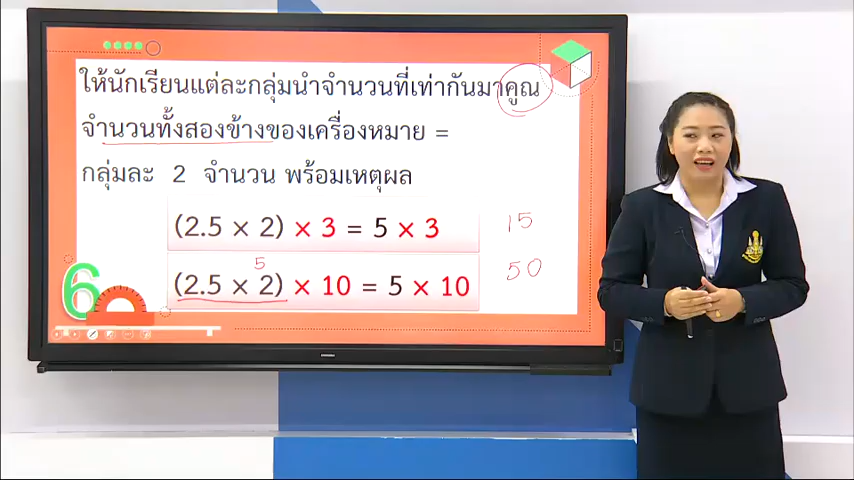 ให้นักเรียนแต่ละกลุ่มนำจำนวนที่เท่ากันมาคูณ
จำนวนทั้งสองข้างของเครื่องหมาย =
กลุ่มละ 2 จำนวน พร้อมเหตุผล
(2.5 × 2) × 3 = 5 × 3 15
5
(2.5 × 2) × 10 = 5 × 10 50
6